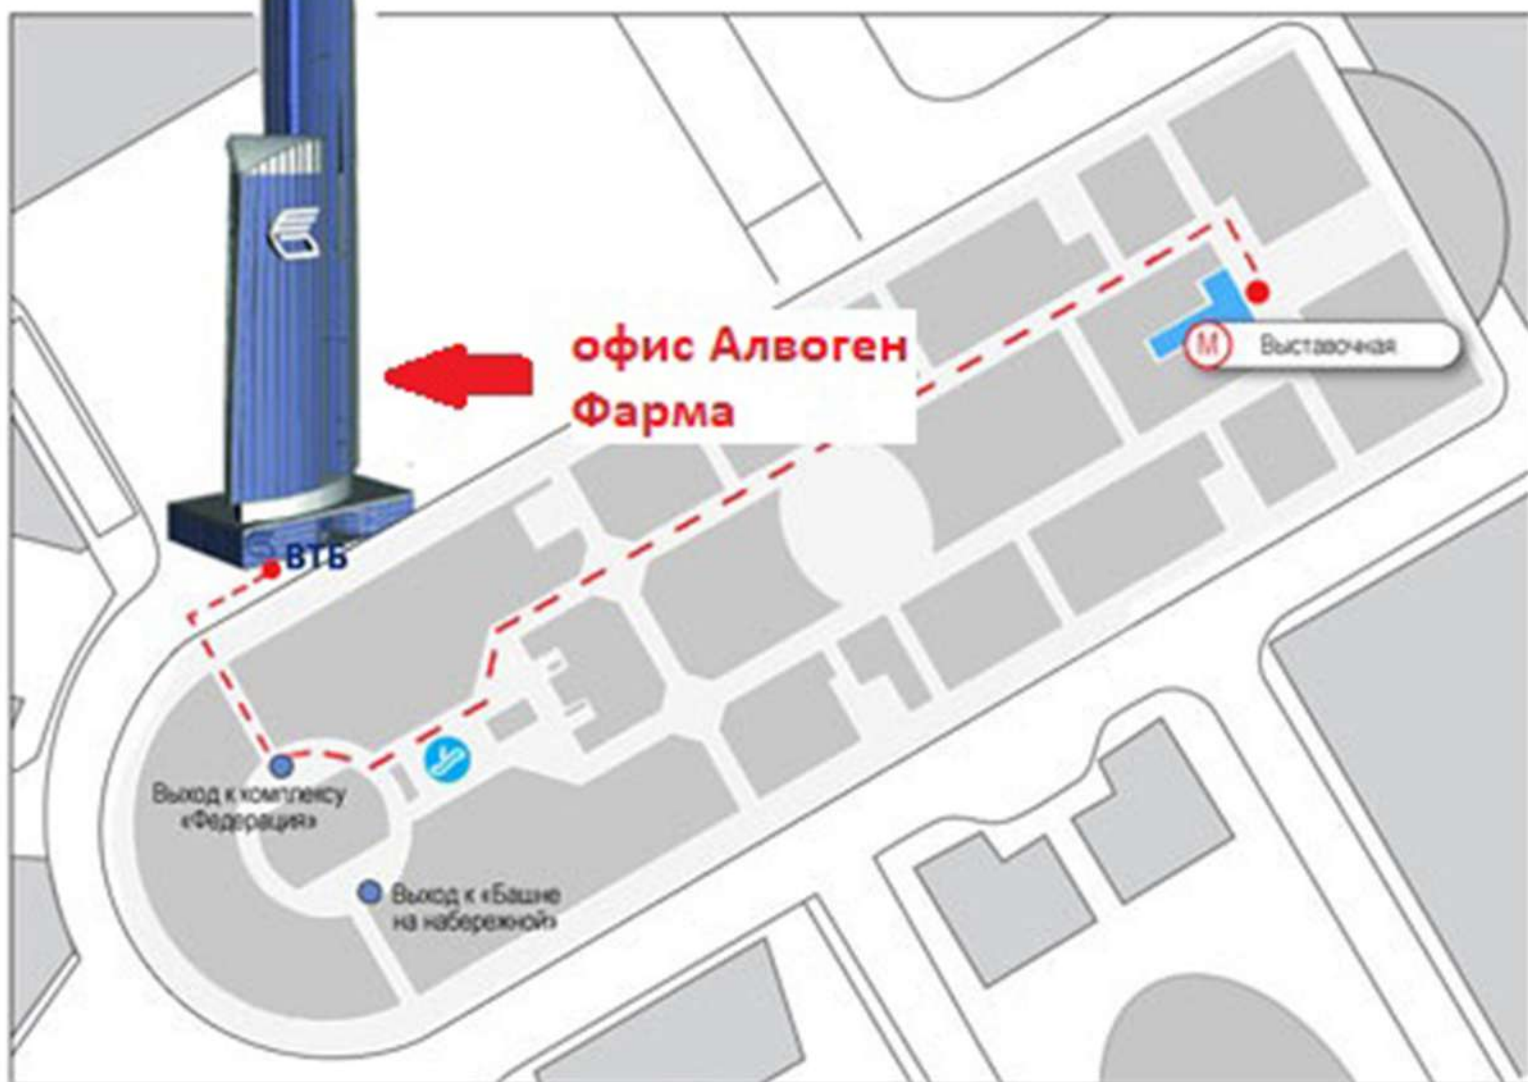 офис Алвоген
Фарма
М
Выставочная
ВТБ
Выход к комплексу
«Федерация»
Выход к «Башне
на набережной»